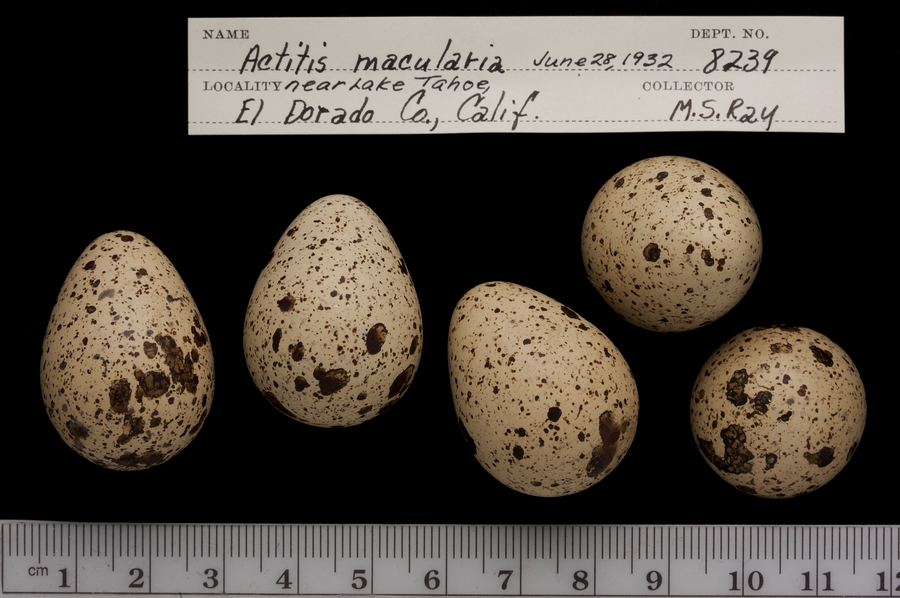 NAME DEPT. NO.
Actitis macularia June 28, 1932 8239
LOCALITY near Lake Tahoe, COLLECTOR
El Dorado Co., Calif. M.S. Ray
cm 1 2 3 4 5 6 7 8 9 10 11 12